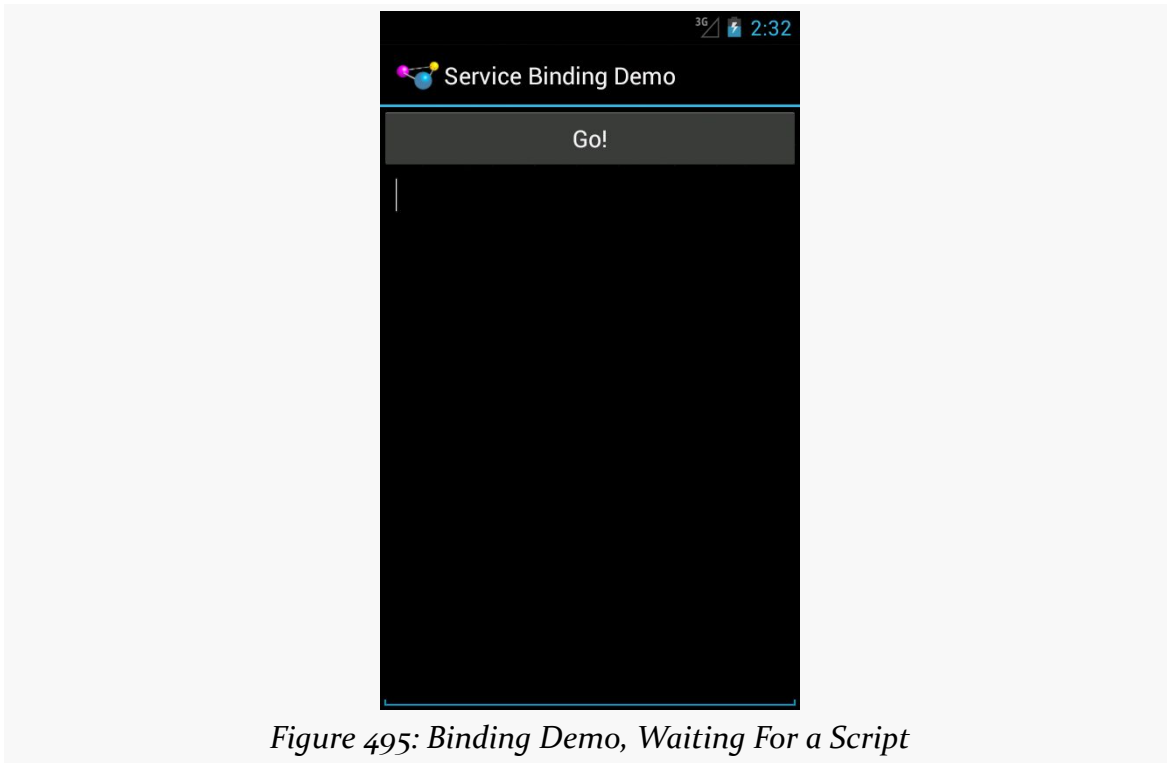 3G 2:32
Service Binding Demo
Go!
Figure 495: Binding Demo, Waiting For a Script